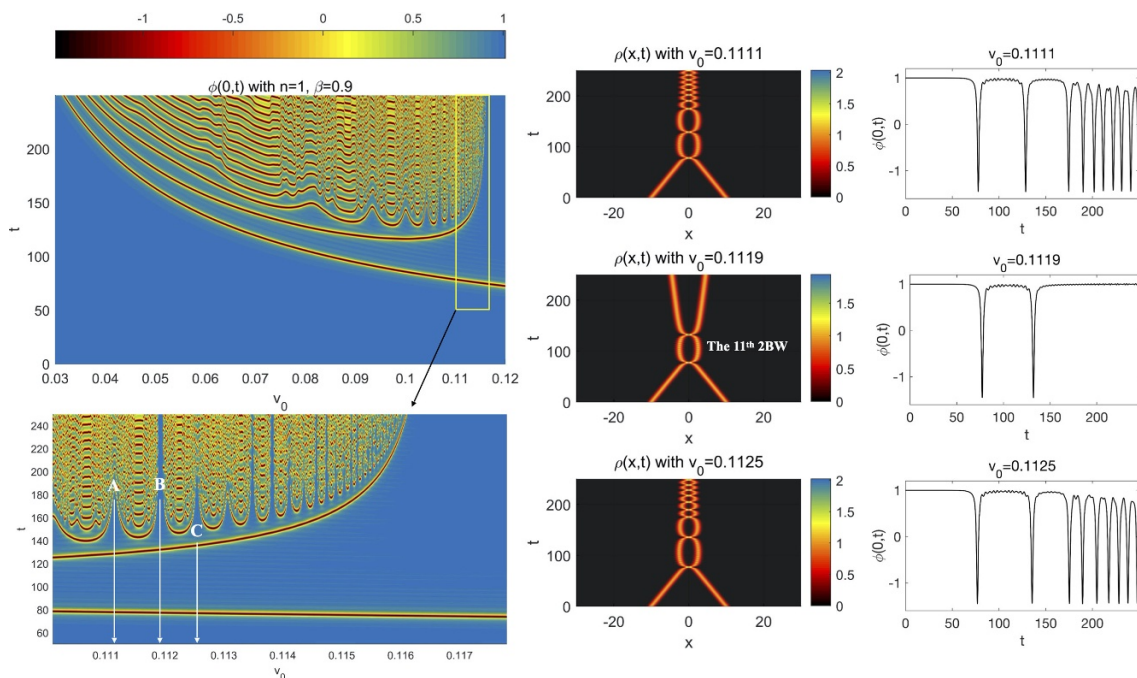 -1 -0.5 0 0.5 1
ϕ(0,t) with n=1, β=0.9
t
200
150
100
50
0
0.03 0.04 0.05 0.06 0.07 0.08 0.09 0.1 0.11 0.12
v₀
A
B
C
t
240
220
200
180
160
140
120
100
80
60
0.111 0.112 0.113 0.114 0.115 0.116 0.117
v₀
ρ(x,t) with v₀=0.1111
t
200
100
0
-20 0 20
x
2
1.5
1
0.5
0
ρ(x,t) with v₀=0.1119
The 11th 2BW
t
200
100
0
-20 0 20
x
1.5
1
0.5
0
ρ(x,t) with v₀=0.1125
t
200
100
0
-20 0 20
x
2
1.5
1
0.5
0
v₀=0.1111
ϕ(0,t)
1
0
-1
0 50 100 150 200
t
v₀=0.1119
ϕ(0,t)
1
0
-1
0 50 100 150 200
t
v₀=0.1125
ϕ(0,t)
1
0
-1
0 50 100 150 200
t